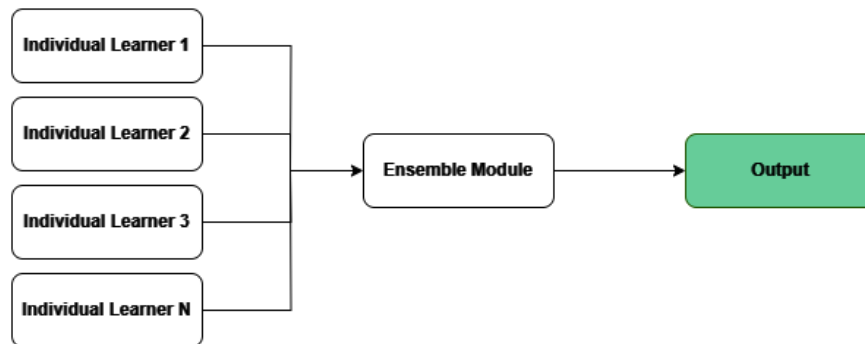 Individual Learner 1
Individual Learner 2
Individual Learner 3
Individual Learner N
Ensemble Module
Output